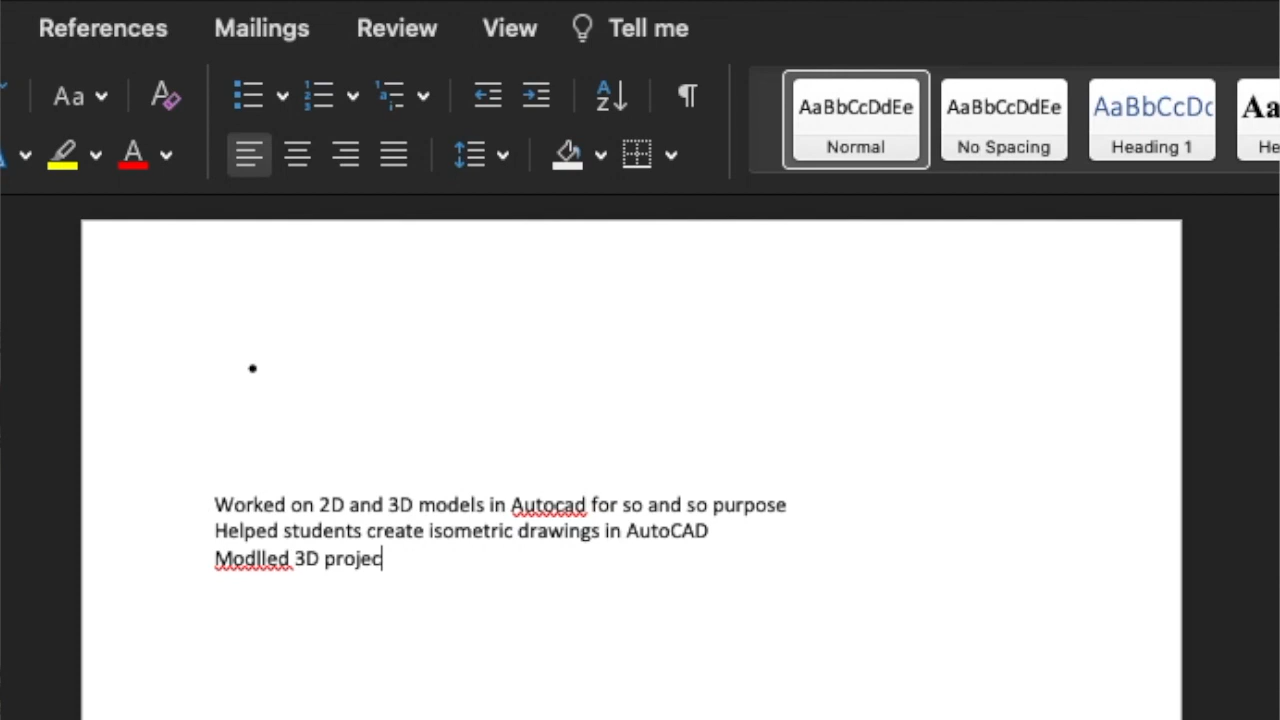 References Mailings Review View Tell me
Aa
AaBbCcDdEe AaBbCcDdEe AaBbCcDc Aa
Normal No Spacing Heading 1 He
•
Worked on 2D and 3D models in Autocad for so and so purpose
Helped students create isometric drawings in AutoCAD
Modlled 3D projec